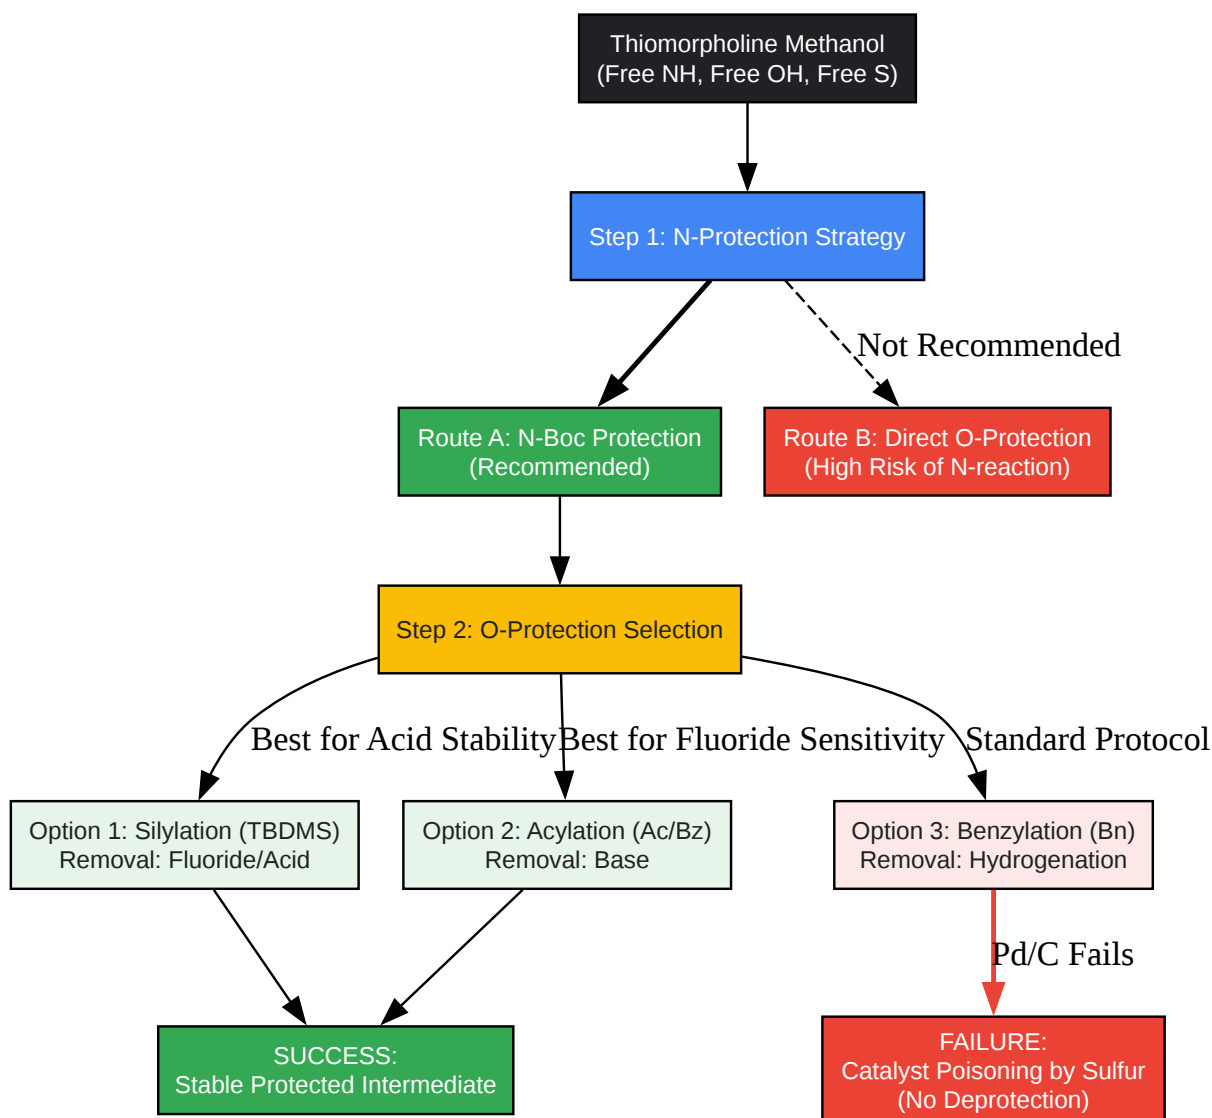 Thiomorpholine Methanol
(Free NH, Free OH, Free S)
Step 1: N-Protection Strategy
Not Recommended
Route A: N-Boc Protection
(Recommended)
Route B: Direct O-Protection
(High Risk of N-reaction)
Step 2: O-Protection Selection
Best for Acid Stability
Best for Fluoride Sensitivity
Standard Protocol
Option 1: Silylation (TBDMS)
Removal: Fluoride/Acid
Option 2: Acylation (Ac/Bz)
Removal: Base
Option 3: Benzylation (Bn)
Removal: Hydrogenation
Pd/C Fails
SUCCESS:
Stable Protected Intermediate
FAILURE:
Catalyst Poisoning by Sulfur
(No Deprotection)